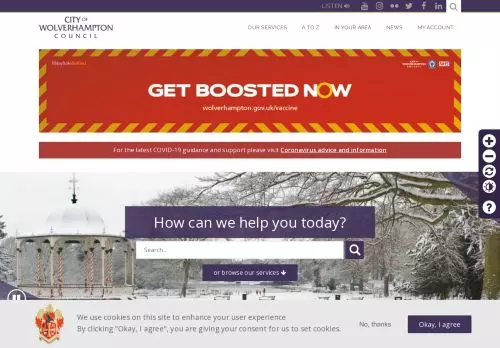 LISTEN
CITY OF
WOLVERHAMPTON
COUNCIL
OUR SERVICES
A TO Z
IN YOUR AREA
NEWS
MY ACCOUNT
GET BOOSTED NOW
wolverhampton.gov.uk/vaccine
For the latest COVID-19 guidance and support please visit Coronavirus advice and information
How can we help you today?
Search...
or browse our services
We use cookies on this site to enhance your user experience
By clicking "Okay, I agree", you are giving your consent for us to set cookies.
No, thanks
Okay, I agree